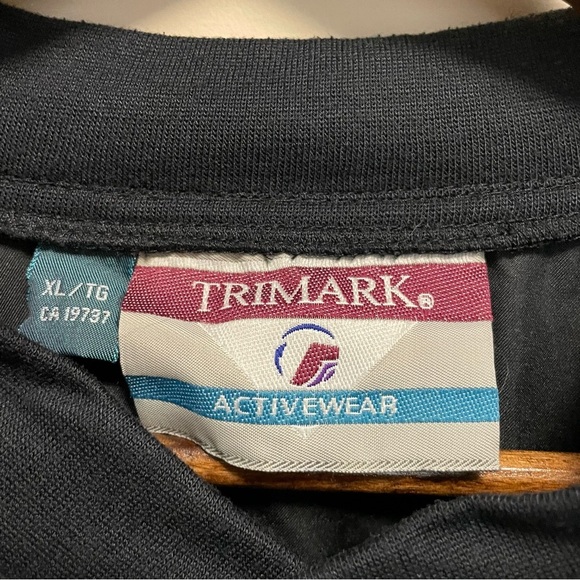 XL/TG
CA 19737
TRIMARK®
ACTIVEWEAR